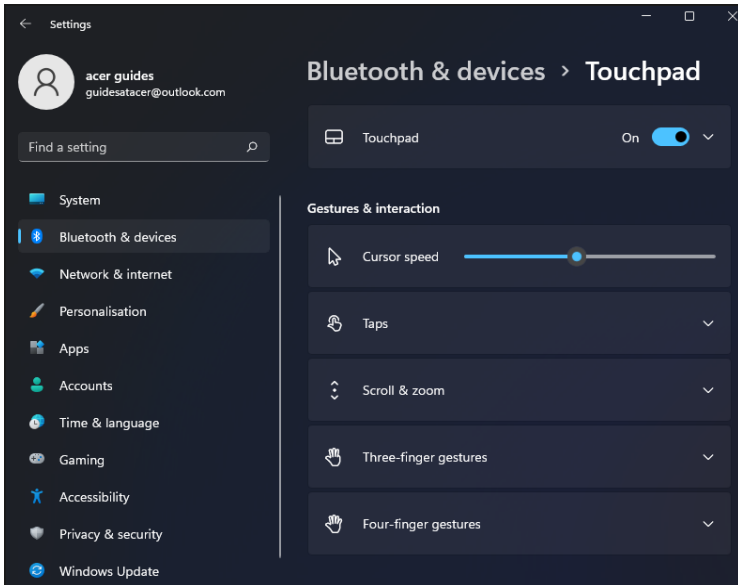 Settings
acer guides
guidesatacer@outlook.com
Find a setting
System
Bluetooth & devices
Network & internet
Personalisation
Apps
Accounts
Time & language
Gaming
Accessibility
Privacy & security
Windows Update
Bluetooth & devices › Touchpad
Touchpad On
Gestures & interaction
Cursor speed
Taps
Scroll & zoom
Three-finger gestures
Four-finger gestures